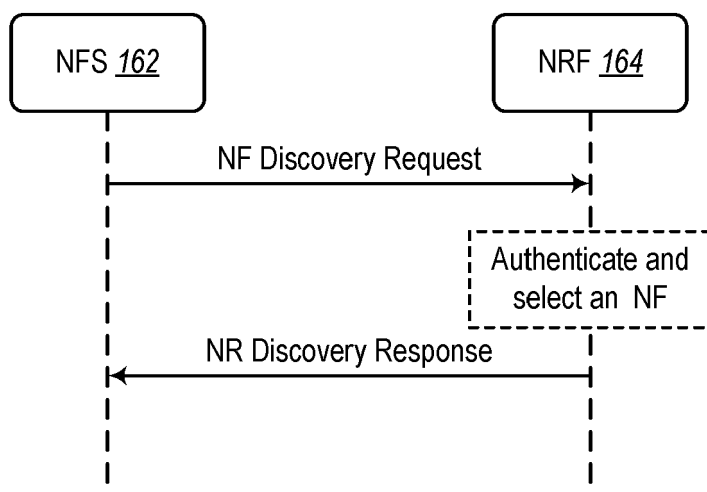 NFS 162
NRF 164
NF Discovery Request
Authenticate and
select an NF
NR Discovery Response